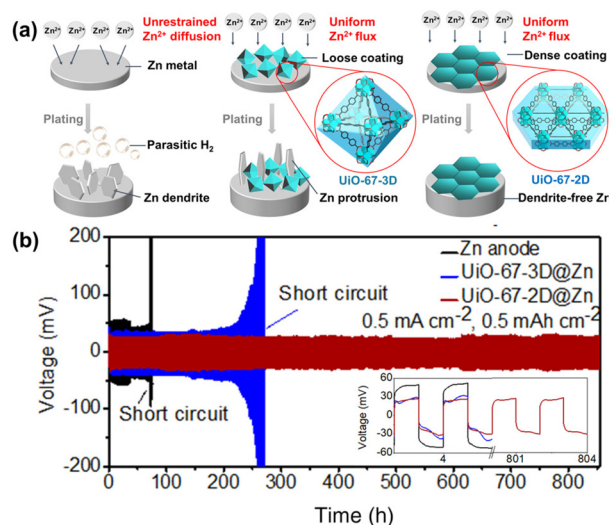 (a)
Zn²⁺ Zn²⁺ Zn²⁺ Zn²⁺
Unrestrained
Zn²⁺ diffusion
Zn metal
Plating
Parasitic H₂
Zn dendrite
Zn²⁺ Zn²⁺ Zn²⁺ Zn²⁺
Uniform
Zn²⁺ flux
Loose coating
Plating
UiO-67-3D
Zn protrusion
Zn²⁺ Zn²⁺ Zn²⁺ Zn²⁺
Uniform
Zn²⁺ flux
Dense coating
Plating
UiO-67-2D
Dendrite-free Zn
(b)
Voltage (mV)
200
100
0
-100
-200
Zn anode
UiO-67-3D@Zn
UiO-67-2D@Zn
0.5 mA cm⁻², 0.5 mAh cm⁻²
Short circuit
Short circuit
Voltage (mV)
60
30
0
-30
-60
4 801 804
0 50 100 150 200 250 300 350 400 450 500 550 600 650 700 750 800
Time (h)